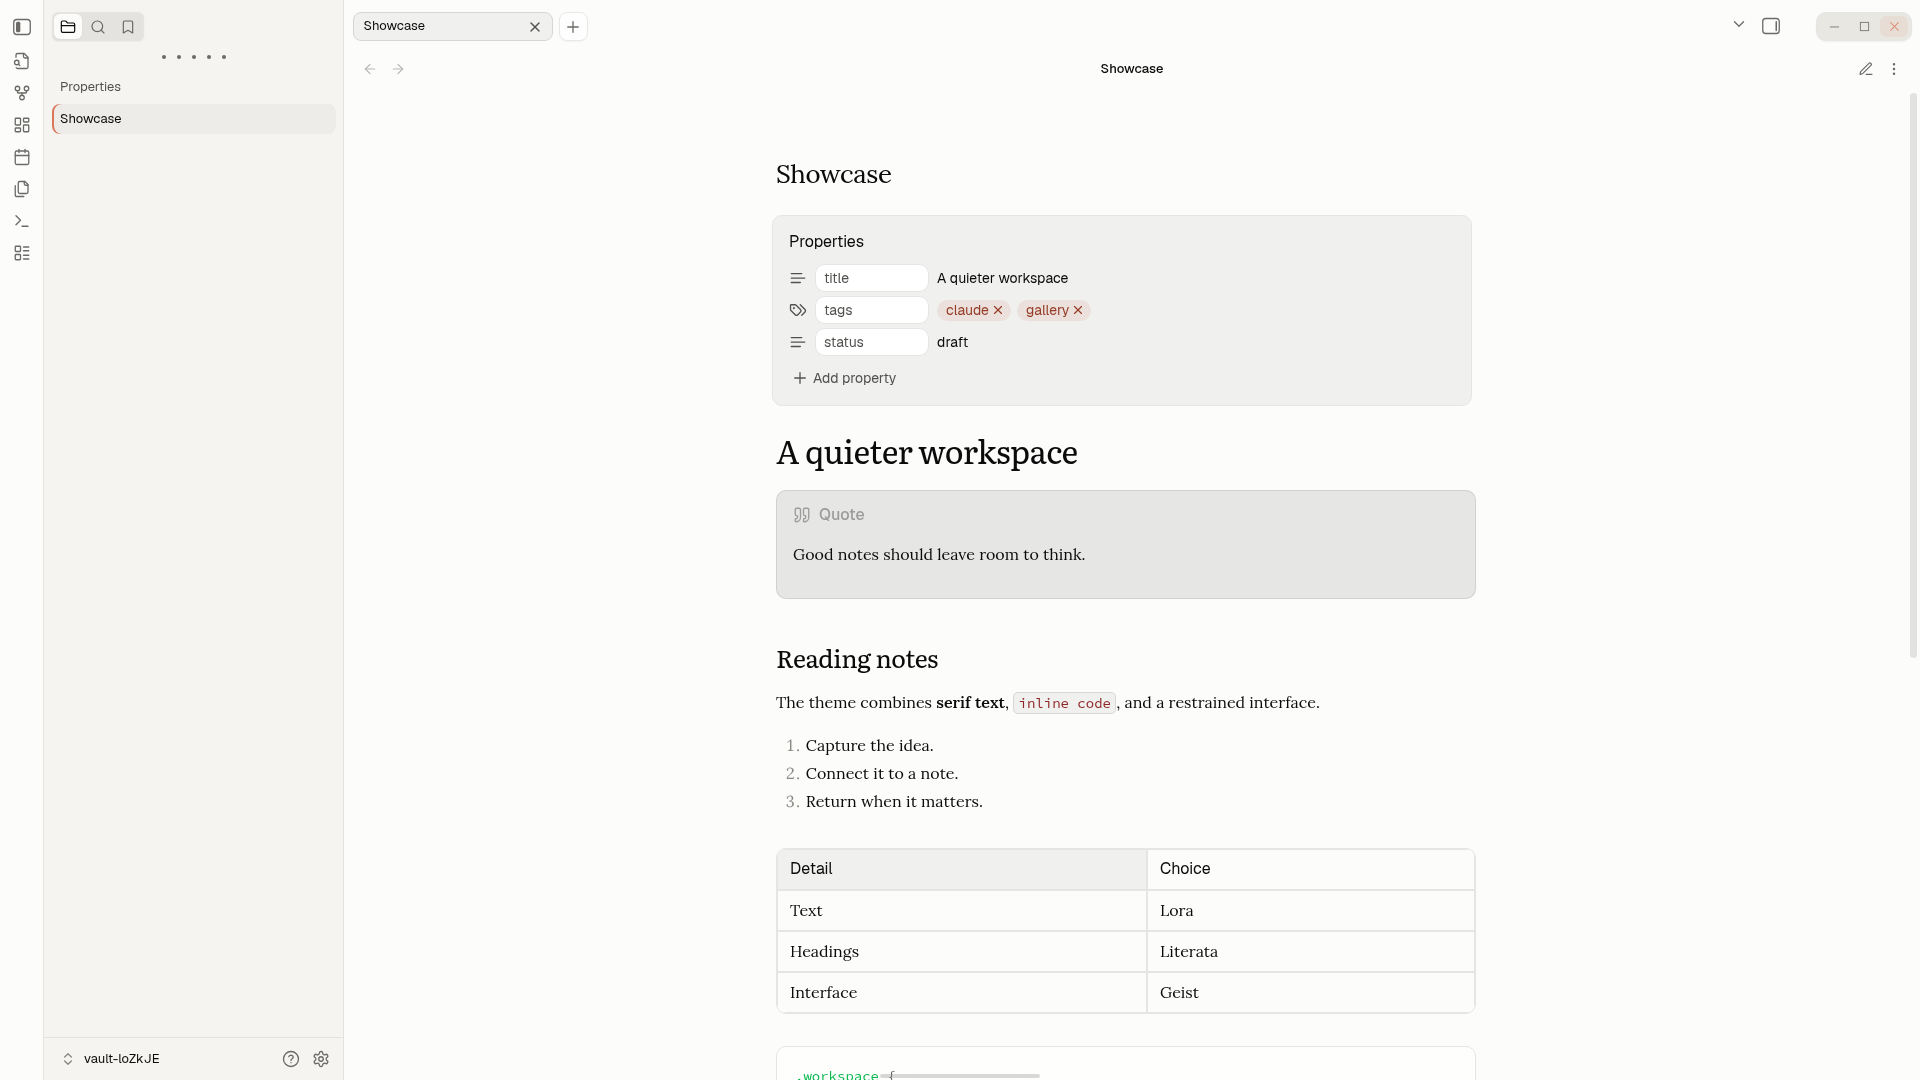 Showcase
Properties
Showcase
Showcase
Showcase
Properties
title A quieter workspace
tags claude gallery
status draft
Add property
A quieter workspace
Quote
Good notes should leave room to think.
Reading notes
The theme combines serif text, inline code, and a restrained interface.
1. Capture the idea.
2. Connect it to a note.
3. Return when it matters.
Detail Choice
Text Lora
Headings Literata
Interface Geist
.workspace {
vault-loZkJE